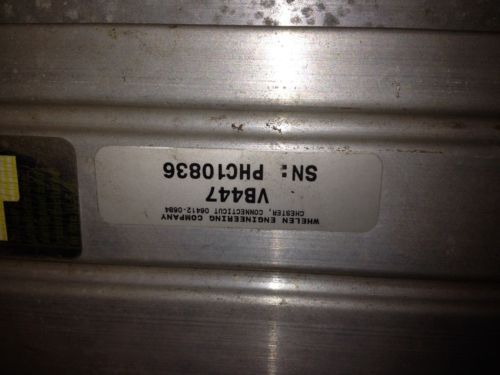 WHELEN ENGINEERING COMPANY
CHESTER, CONNECTICUT 06412-0684
VB447
SN: PHC10836